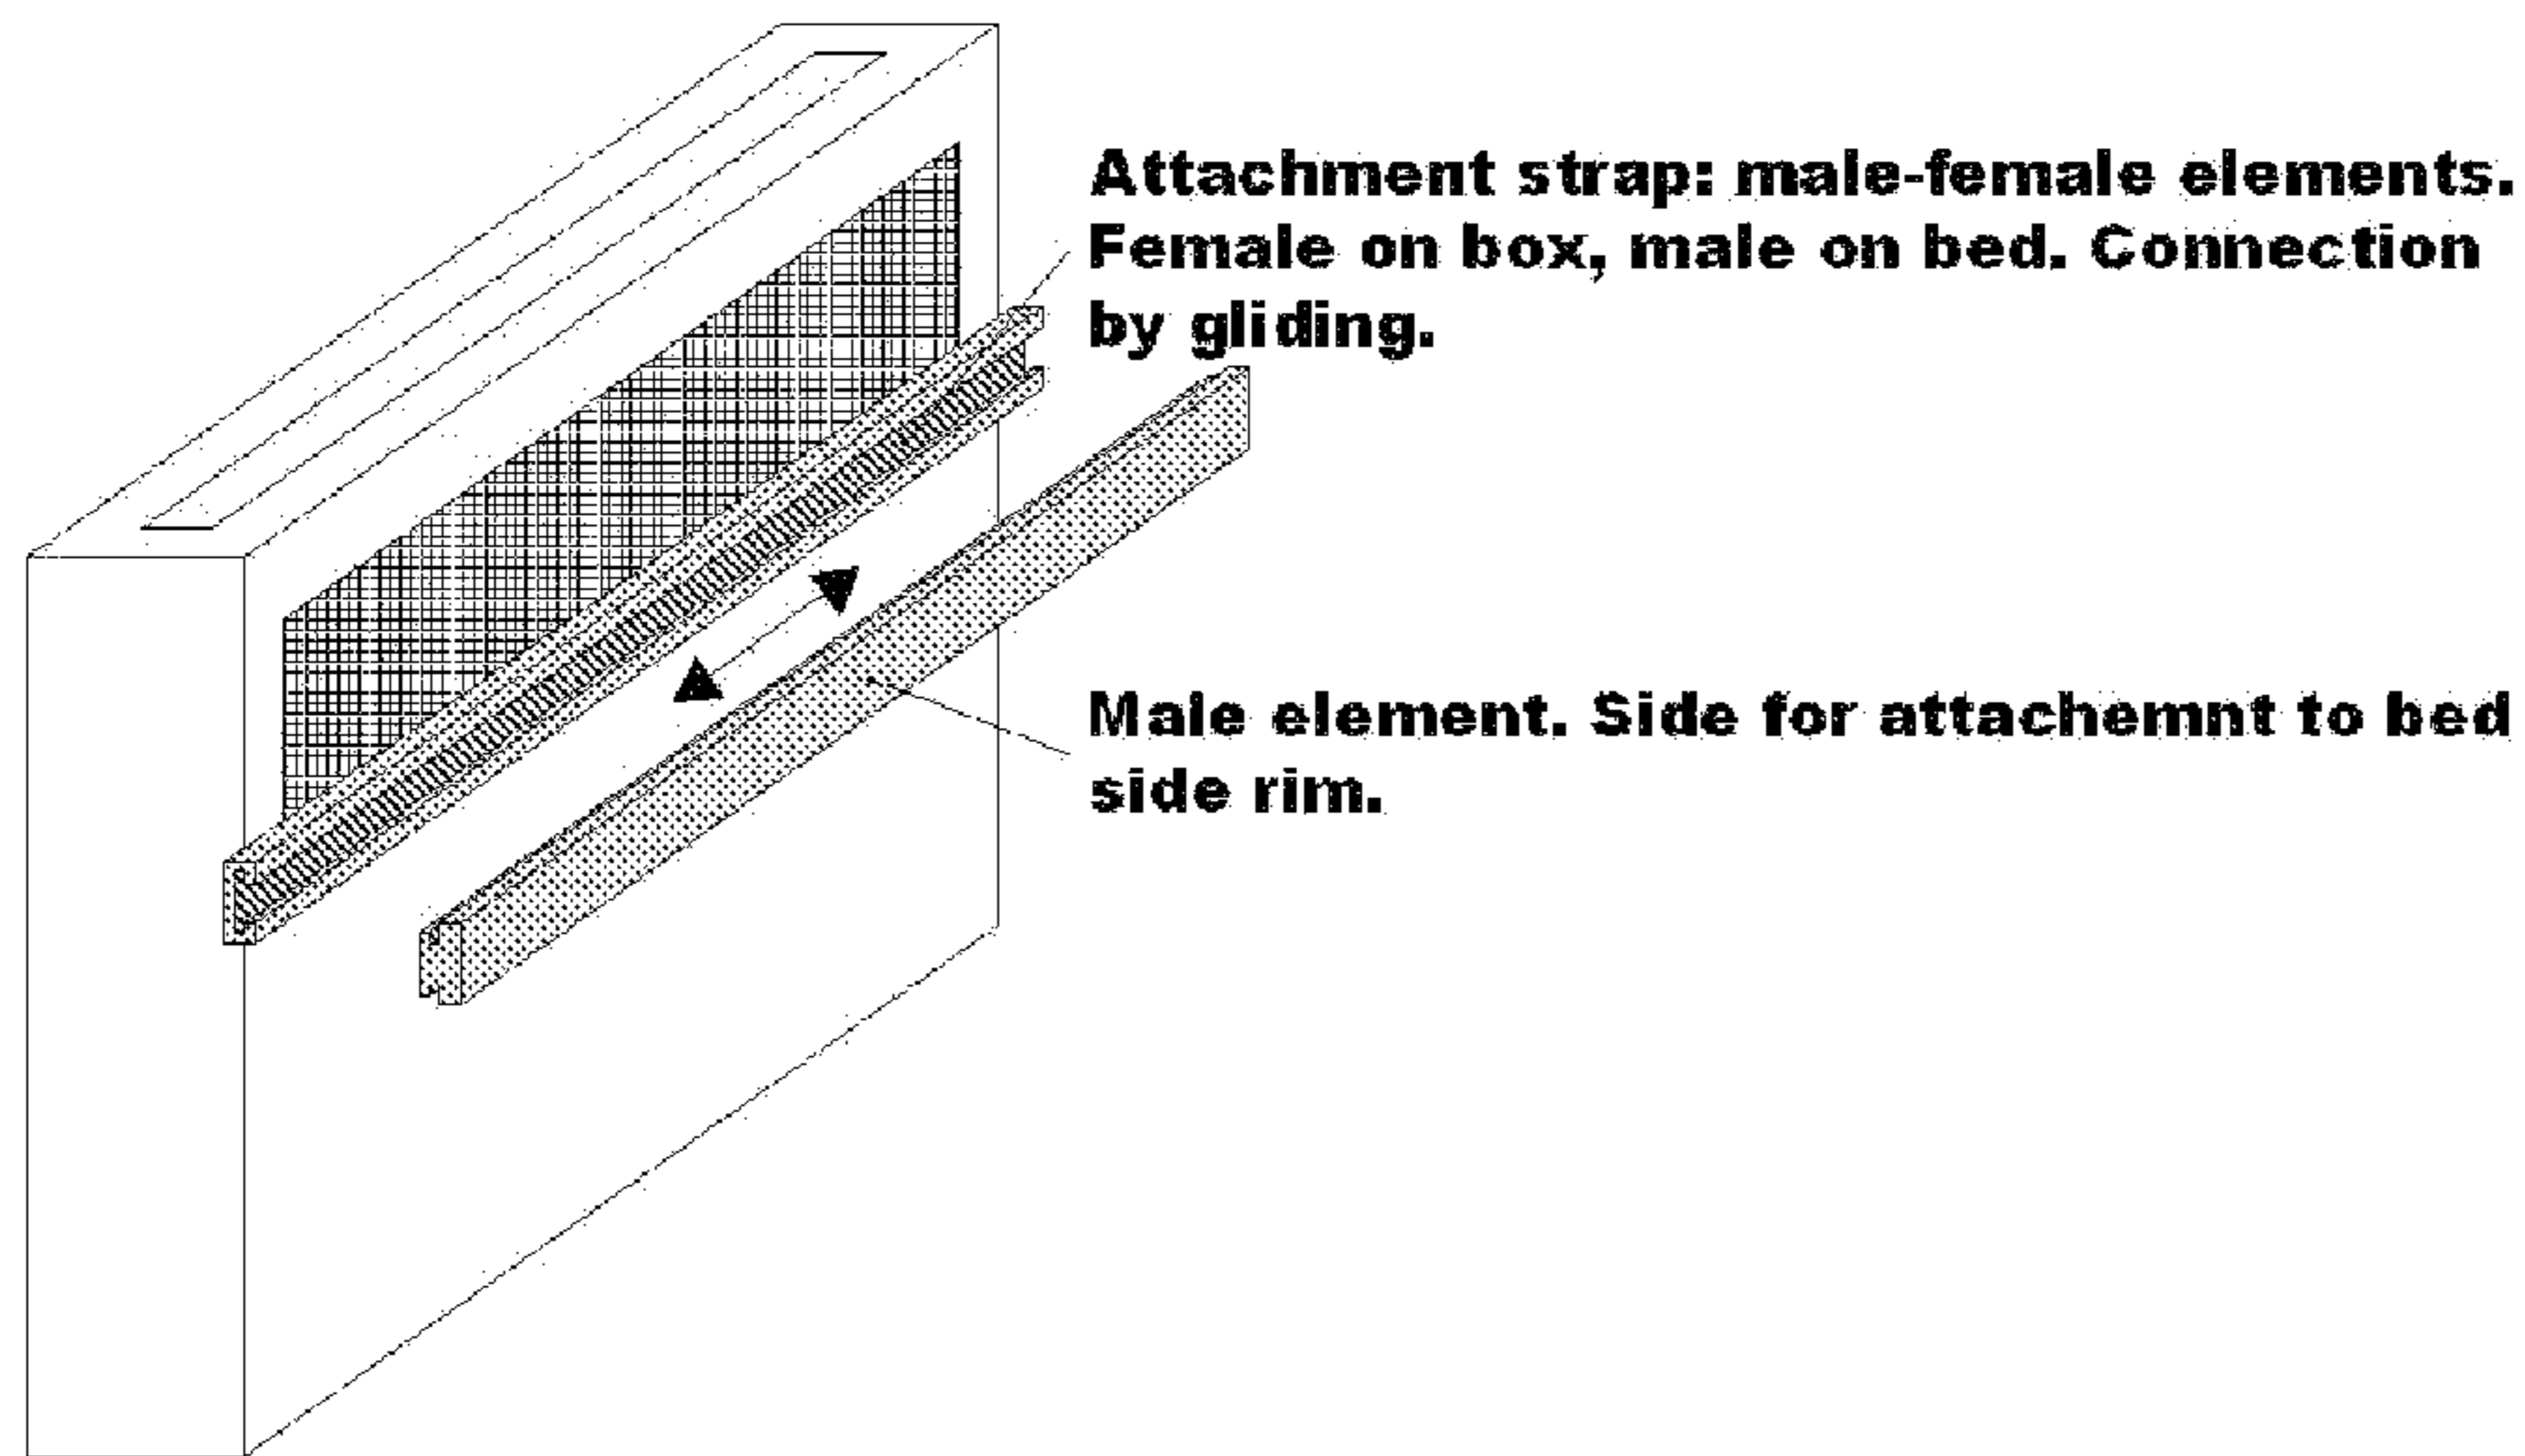 Attachment strap: male-female elements.
Female on box, male on bed. Connection
by gliding.
Male element. Side for attachemnt to bed
side rim.